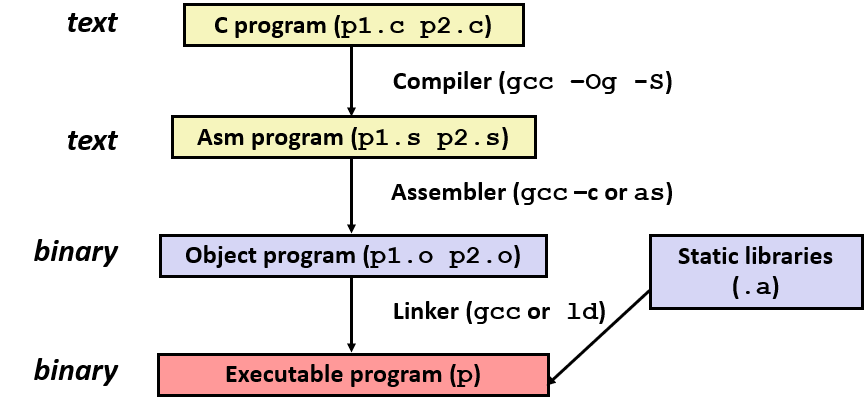 text
C program (p1.c p2.c)
Compiler (gcc –Og -S)
text
Asm program (p1.s p2.s)
Assembler (gcc –c or as)
binary
Object program (p1.o p2.o)
Static libraries
(.a)
Linker (gcc or ld)
binary
Executable program (p)